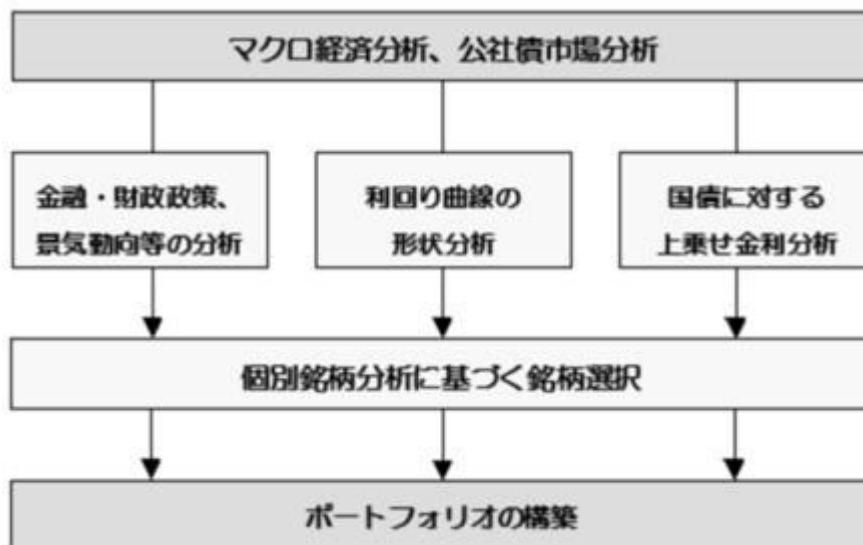 マクロ経済分析、公社債市場分析
金融・財政政策、
景気動向等の分析
利回り曲線の
形状分析
国債に対する
上乗せ金利分析
個別銘柄分析に基づく銘柄選択
ポートフォリオの構築